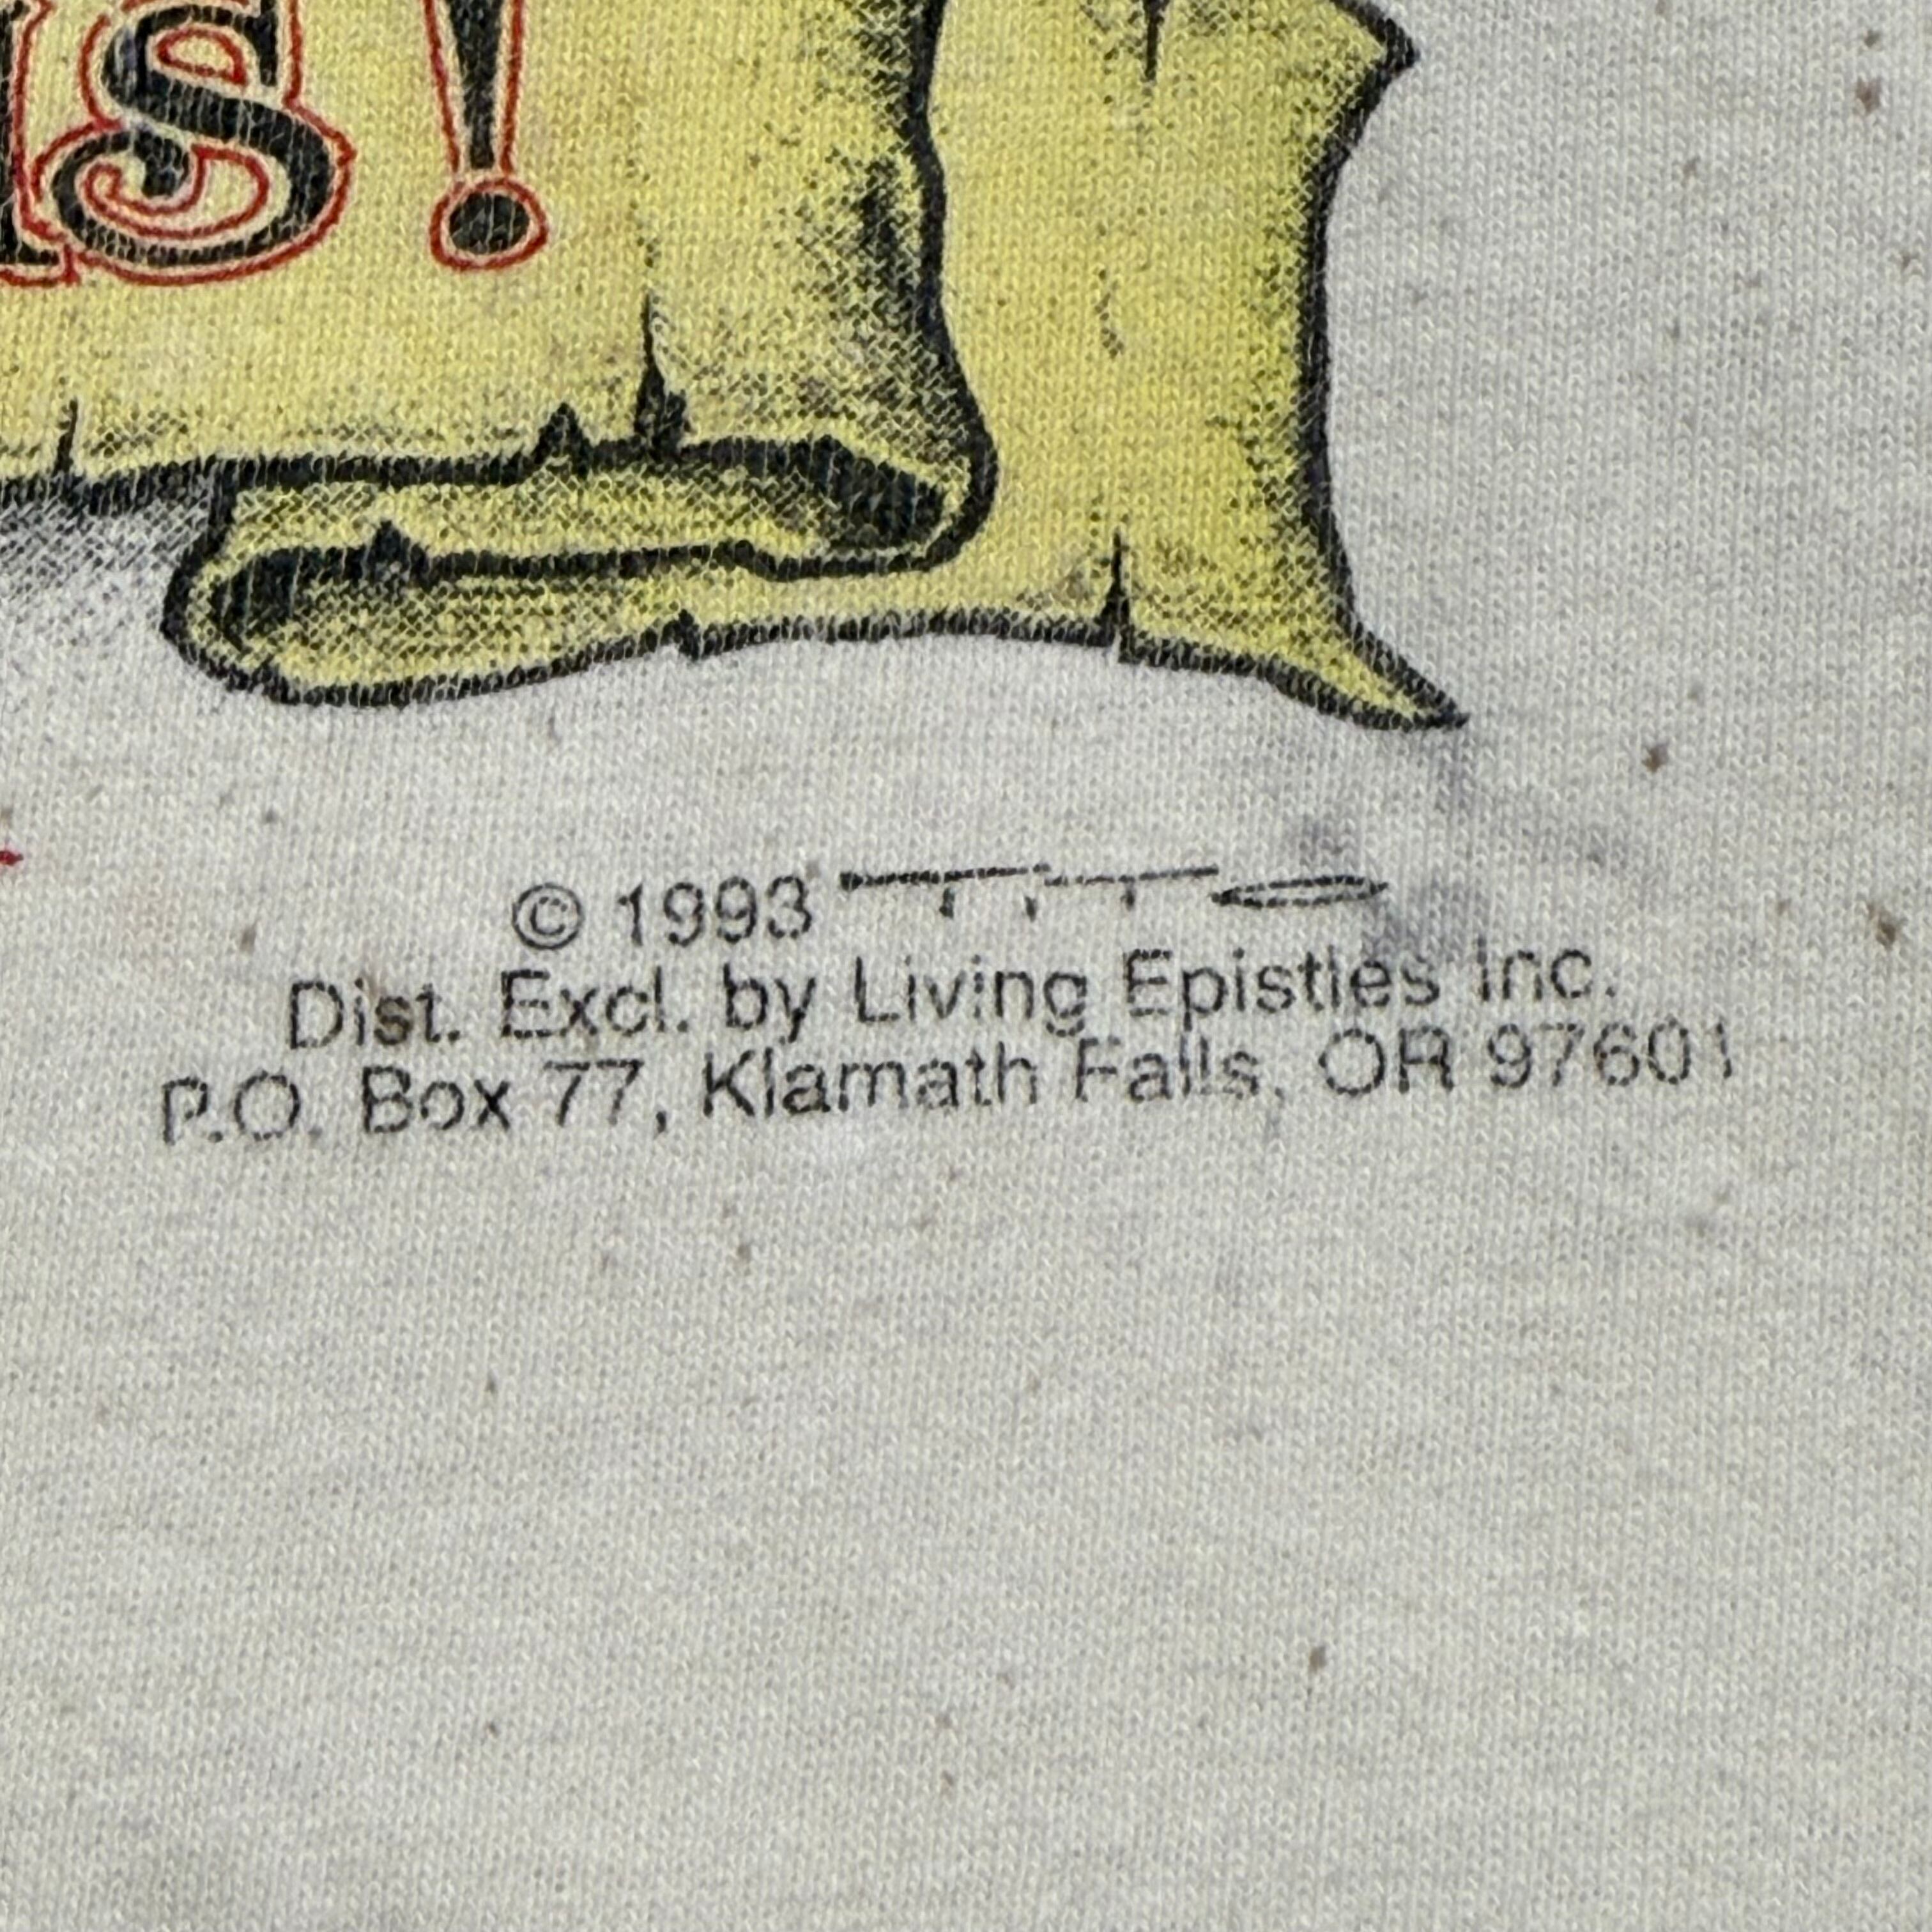 s!
© 1993
Dist. Excl. by Living Epistles Inc.
P.O. Box 77, Klamath Falls, OR 97601